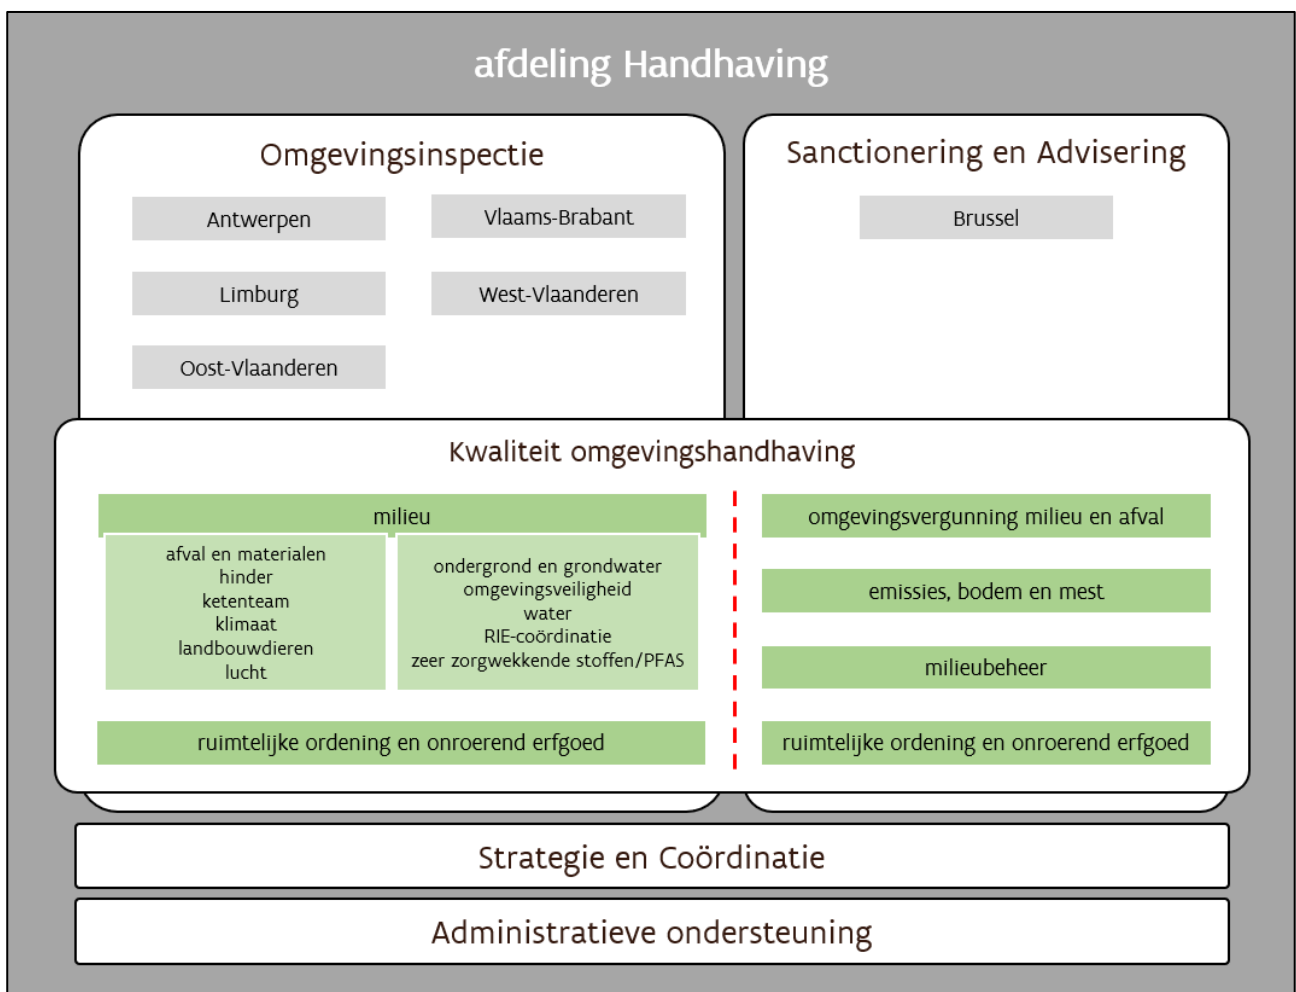 afdeling Handhaving
Omgevingsinspectie
Antwerpen
Vlaams-Brabant
Limburg
West-Vlaanderen
Oost-Vlaanderen
Sanctionering en Advisering
Brussel
Kwaliteit omgevingshandhaving
milieu
afval en materialen
hinder
ketenteam
klimaat
landbouwdieren
lucht
ondergrond en grondwater
omgevingsveiligheid
water
RIE-coördinatie
zeer zorgwekkende stoffen/PFAS
ruimtelijke ordening en onroerend erfgoed
omgevingsvergunning milieu en afval
emissies, bodem en mest
milieubeheer
ruimtelijke ordening en onroerend erfgoed
Strategie en Coördinatie
Administratieve ondersteuning